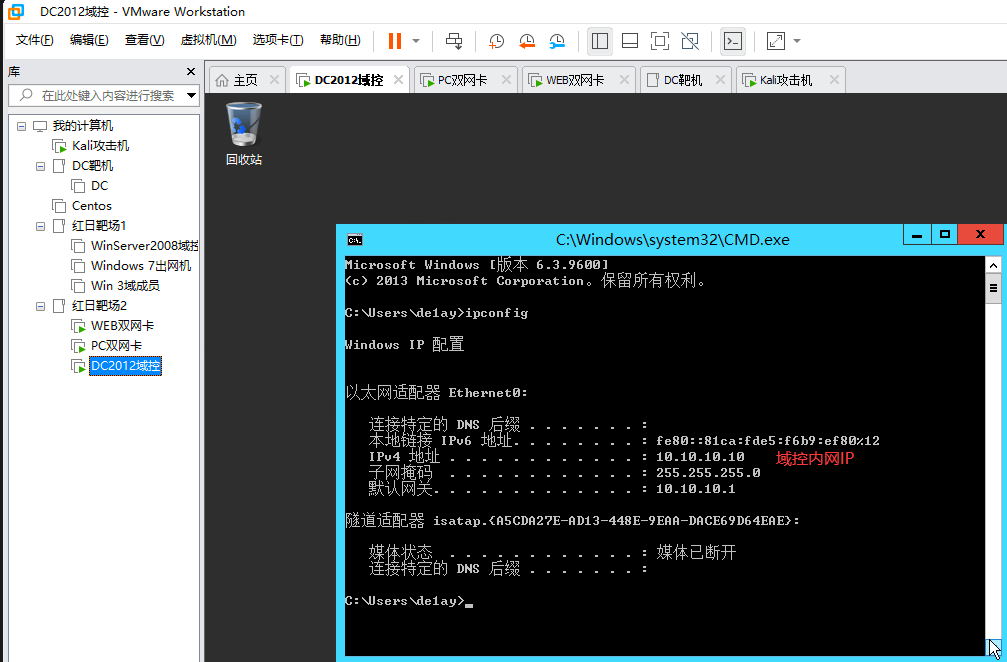 DC2012域控 - VMware Workstation
文件(F) 编辑(E) 查看(V) 虚拟机(M) 选项卡(T) 帮助(H)
库
在此处键入内容进行搜索
我的计算机
Kali攻击机
DC靶机
DC
Centos
红日靶场1
WinServer2008域控
Windows 7出网机
Win 3域成员
红日靶场2
WEB双网卡
PC双网卡
DC2012域控
主页 DC2012域控 PC双网卡 WEB双网卡 DC靶机 Kali攻击机
回收站
C:\Windows\system32\CMD.exe
Microsoft Windows [版本 6.3.9600]
(c) 2013 Microsoft Corporation。保留所有权利。
C:\Users\de1ay>ipconfig
Windows IP 配置
以太网适配器 Ethernet0:
连接特定的 DNS 后缀 . . . . . . . :
本地链接 IPv6 地址. . . . . . . . : fe80::81ca:fde5:f6b9:ef80%12
IPv4 地址 . . . . . . . . . . . . : 10.10.10.10 域控内网IP
子网掩码 . . . . . . . . . . . . : 255.255.255.0
默认网关. . . . . . . . . . . . . : 10.10.10.1
隧道适配器 isatap.{A5CDA27E-AD13-448E-9EAA-DACE69D64EAE}:
媒体状态 . . . . . . . . . . . . : 媒体已断开
连接特定的 DNS 后缀 . . . . . . . :
C:\Users\de1ay>